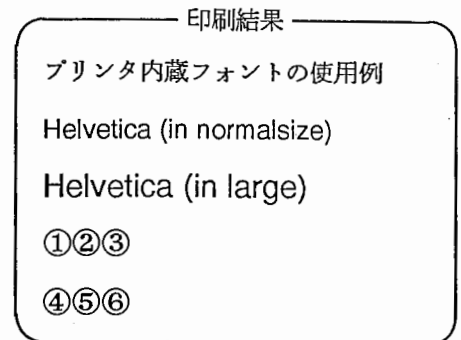 印刷結果
プリンタ内蔵フォントの使用例
Helvetica (in normalsize)
Helvetica (in large)
①②③
④⑤⑥